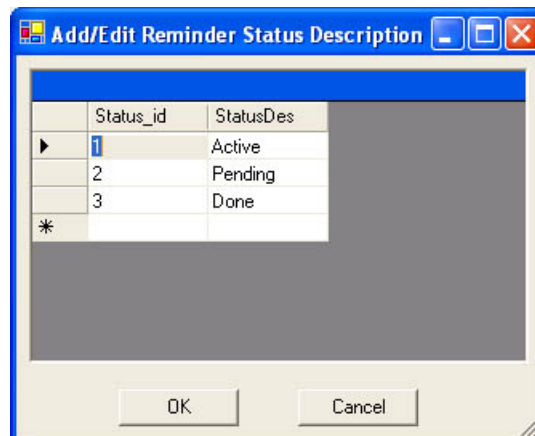 Add/Edit Reminder Status Description
Status_id StatusDes
1 Active
2 Pending
3 Done
*
OK Cancel